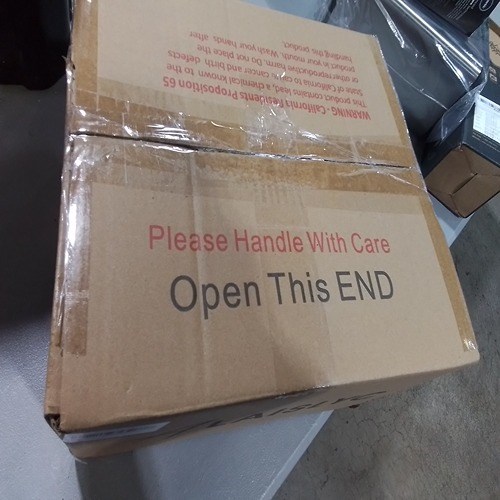 WARNING-California Residents Proposition 65
This product contains lead, a chemical known to the
State of California to cause cancer and birth defects
or other reproductive harm. Do not place the
product in your mouth. Wash your hands after
handling this product.
Please Handle With Care
Open This END